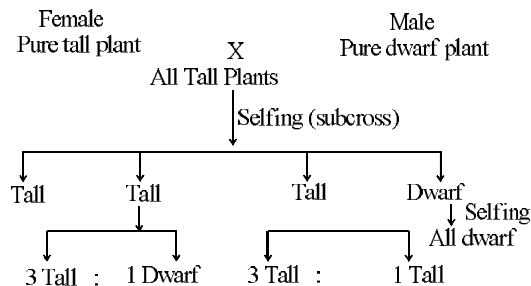 Female Male
Pure tall plant Pure dwarf plant
X
All Tall Plants
Selfing (subcross)
Tall Tall Tall Dwarf
Selfing
All dwarf
3 Tall : 1 Dwarf 3 Tall : 1 Tall